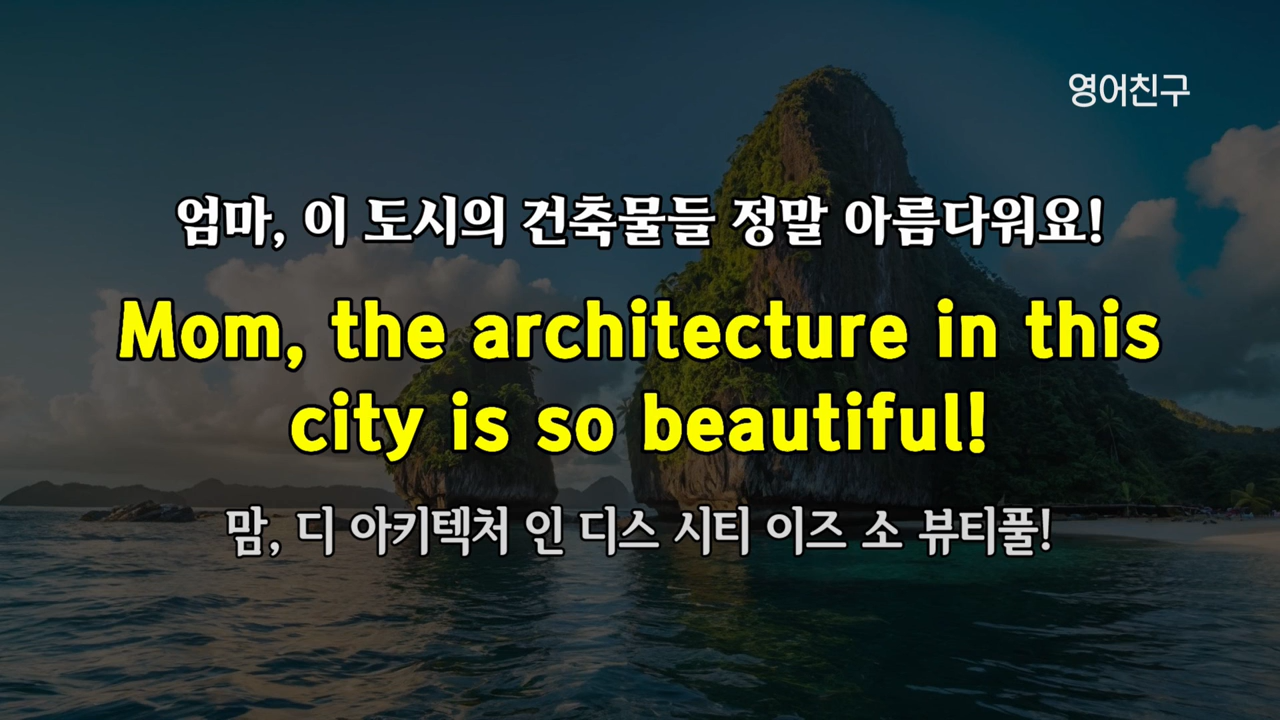 영어친구
엄마, 이 도시의 건축물들 정말 아름다워요!
Mom, the architecture in this
city is so beautiful!
맘, 디 아키텍처 인 디스 시티 이즈 소 뷰티풀!